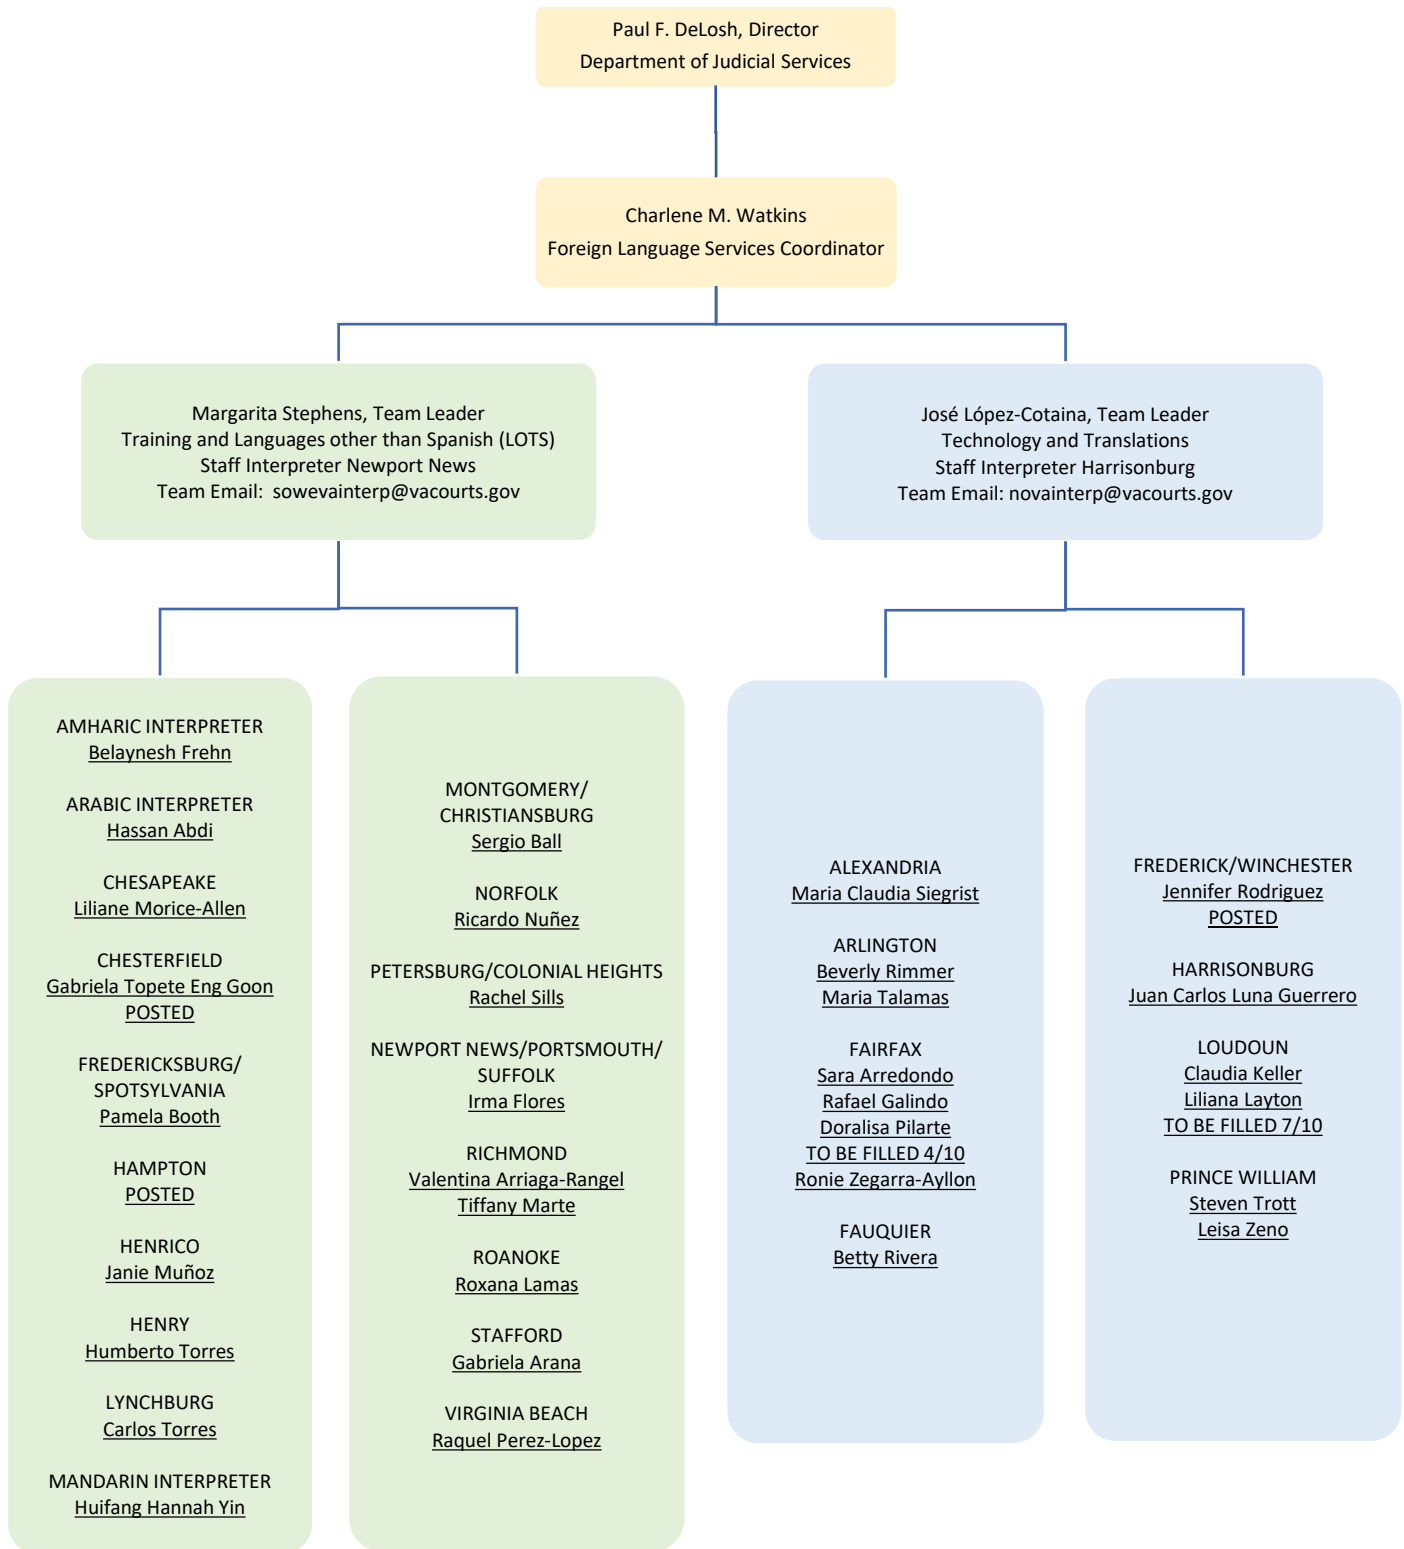 Paul F. DeLosh, Director
Department of Judicial Services
Charlene M. Watkins
Foreign Language Services Coordinator
Margarita Stephens, Team Leader
Training and Languages other than Spanish (LOTS)
Staff Interpreter Newport News
Team Email:  sowevainterp@vacourts.gov
José López-Cotaina, Team Leader
Technology and Translations
Staff Interpreter Harrisonburg
Team Email: novainterp@vacourts.gov
AMHARIC INTERPRETER
Belaynesh Frehn
ARABIC INTERPRETER
Hassan Abdi
CHESAPEAKE
Liliane Morice-Allen
CHESTERFIELD
Gabriela Topete Eng Goon
POSTED
FREDERICKSBURG/
SPOTSYLVANIA
Pamela Booth
HAMPTON
POSTED
HENRICO
Janie Muñoz
HENRY
Humberto Torres
LYNCHBURG
Carlos Torres
MANDARIN INTERPRETER
Huifang Hannah Yin
MONTGOMERY/
CHRISTIANSBURG
Sergio Ball
NORFOLK
Ricardo Nuñez
PETERSBURG/COLONIAL HEIGHTS
Rachel Sills
NEWPORT NEWS/PORTSMOUTH/
SUFFOLK
Irma Flores
RICHMOND
Valentina Arriaga-Rangel
Tiffany Marte
ROANOKE
Roxana Lamas
STAFFORD
Gabriela Arana
VIRGINIA BEACH
Raquel Perez-Lopez
ALEXANDRIA
Maria Claudia Siegrist
ARLINGTON
Beverly Rimmer
Maria Talamas
FAIRFAX
Sara Arredondo
Rafael Galindo
Doralisa Pilarte
TO BE FILLED 4/10
Ronie Zegarra-Ayllon
FAUQUIER
Betty Rivera
FREDERICK/WINCHESTER
Jennifer Rodriguez
POSTED
HARRISONBURG
Juan Carlos Luna Guerrero
LOUDOUN
Claudia Keller
Liliana Layton
TO BE FILLED 7/10
PRINCE WILLIAM
Steven Trott
Leisa Zeno